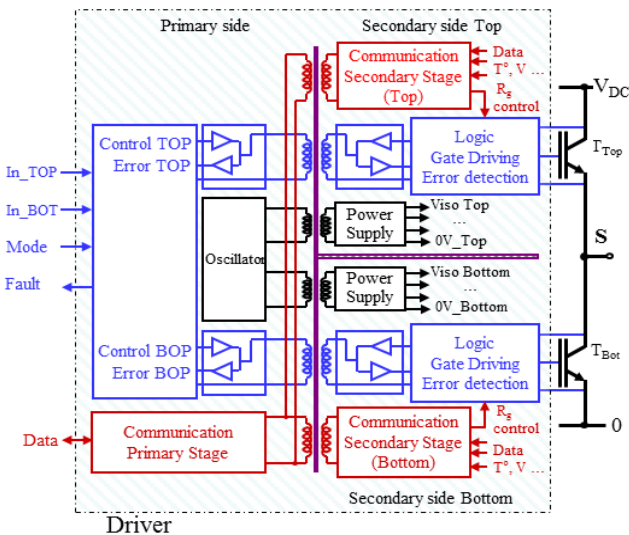 Primary side
Secondary side Top
Communication
Secondary Stage
(Top)
Data
T°, V ...
Rg
control
VDC
Control TOP
Error TOP
Logic
Gate Driving
Error detection
TTop
In_TOP
In_BOT
Mode
Fault
Oscillator
Power
Supply
Viso Top
...
0V_Top
S
Power
Supply
Viso Bottom
...
0V_Bottom
Control BOP
Error BOP
Logic
Gate Driving
Error detection
TBot
Rg
control
0
Data
Communication
Primary Stage
Communication
Secondary Stage
(Bottom)
Data
T°, V ...
Secondary side Bottom
Driver